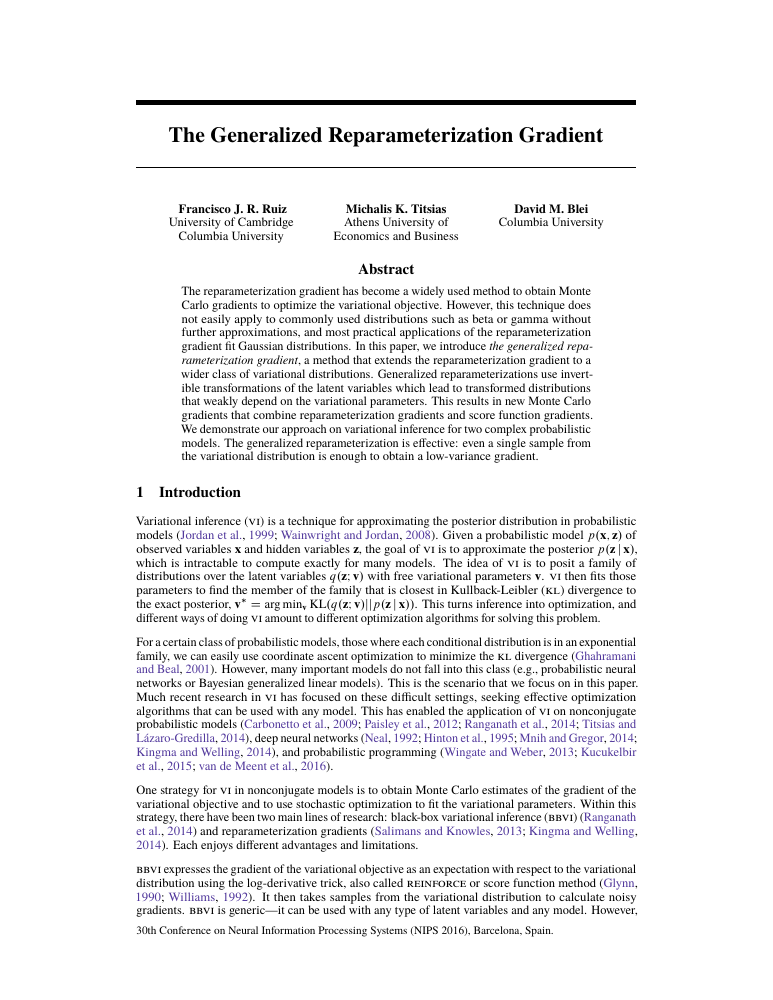 The Generalized Reparameterization Gradient
Francisco J. R. Ruiz
University of Cambridge
Columbia University
Michalis K. Titsias
Athens University of
Economics and Business
David M. Blei
Columbia University
Abstract
The reparameterization gradient has become a widely used method to obtain Monte
Carlo gradients to optimize the variational objective. However, this technique does
not easily apply to commonly used distributions such as beta or gamma without
further approximations, and most practical applications of the reparameterization
gradient fit Gaussian distributions. In this paper, we introduce the generalized repa-
rameterization gradient, a method that extends the reparameterization gradient to a
wider class of variational distributions. Generalized reparameterizations use invert-
ible transformations of the latent variables which lead to transformed distributions
that weakly depend on the variational parameters. This results in new Monte Carlo
gradients that combine reparameterization gradients and score function gradients.
We demonstrate our approach on variational inference for two complex probabilistic
models. The generalized reparameterization is effective: even a single sample from
the variational distribution is enough to obtain a low-variance gradient.
1 Introduction
Variational inference (VI) is a technique for approximating the posterior distribution in probabilistic
models (Jordan et al., 1999; Wainwright and Jordan, 2008). Given a probabilistic model p(x, z) of
observed variables x and hidden variables z, the goal of VI is to approximate the posterior p(z | x),
which is intractable to compute exactly for many models. The idea of VI is to posit a family of
distributions over the latent variables q(z; v) with free variational parameters v. VI then fits those
parameters to find the member of the family that is closest in Kullback-Leibler (KL) divergence to
the exact posterior, v* = arg minᵥ KL(q(z; v)||p(z | x)). This turns inference into optimization, and
different ways of doing VI amount to different optimization algorithms for solving this problem.
For a certain class of probabilistic models, those where each conditional distribution is in an exponential
family, we can easily use coordinate ascent optimization to minimize the KL divergence (Ghahramani
and Beal, 2001). However, many important models do not fall into this class (e.g., probabilistic neural
networks or Bayesian generalized linear models). This is the scenario that we focus on in this paper.
Much recent research in VI has focused on these difficult settings, seeking effective optimization
algorithms that can be used with any model. This has enabled the application of VI on nonconjugate
probabilistic models (Carbonetto et al., 2009; Paisley et al., 2012; Ranganath et al., 2014; Titsias and
Lázaro-Gredilla, 2014), deep neural networks (Neal, 1992; Hinton et al., 1995; Mnih and Gregor, 2014;
Kingma and Welling, 2014), and probabilistic programming (Wingate and Weber, 2013; Kucukelbir
et al., 2015; van de Meent et al., 2016).
One strategy for VI in nonconjugate models is to obtain Monte Carlo estimates of the gradient of the
variational objective and to use stochastic optimization to fit the variational parameters. Within this
strategy, there have been two main lines of research: black-box variational inference (BBVI) (Ranganath
et al., 2014) and reparameterization gradients (Salimans and Knowles, 2013; Kingma and Welling,
2014). Each enjoys different advantages and limitations.
BBVI expresses the gradient of the variational objective as an expectation with respect to the variational
distribution using the log-derivative trick, also called REINFORCE or score function method (Glynn,
1990; Williams, 1992). It then takes samples from the variational distribution to calculate noisy
gradients. BBVI is generic—it can be used with any type of latent variables and any model. However,
30th Conference on Neural Information Processing Systems (NIPS 2016), Barcelona, Spain.